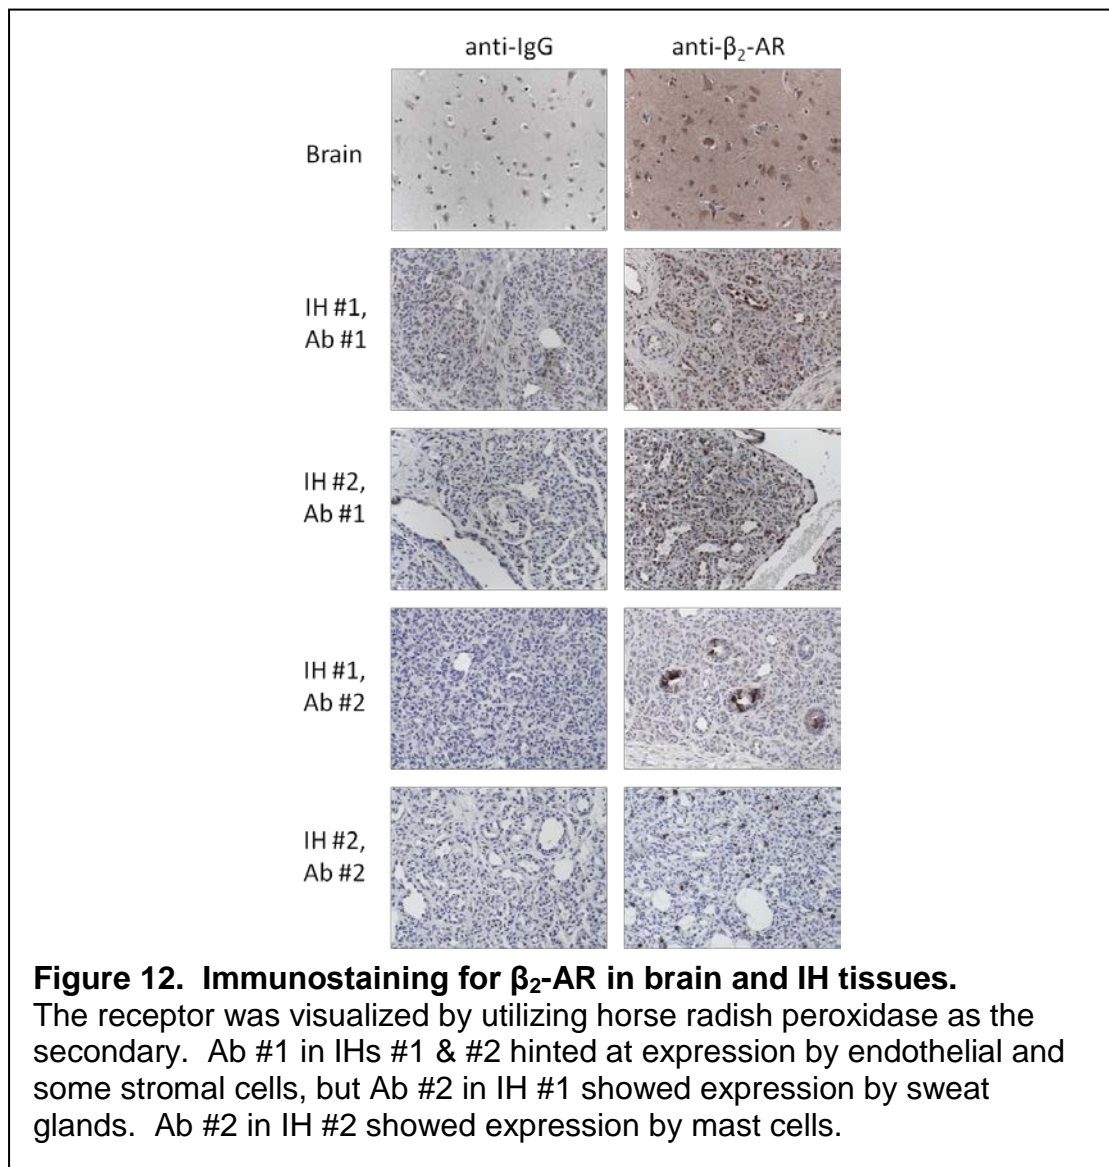 anti-IgG anti-β₂-AR
Brain
IH #1,
Ab #1
IH #2,
Ab #1
IH #1,
Ab #2
IH #2,
Ab #2
Figure 12.  Immunostaining for β₂-AR in brain and IH tissues.
The receptor was visualized by utilizing horse radish peroxidase as the
secondary.  Ab #1 in IHs #1 & #2 hinted at expression by endothelial and
some stromal cells, but Ab #2 in IH #1 showed expression by sweat
glands.  Ab #2 in IH #2 showed expression by mast cells.